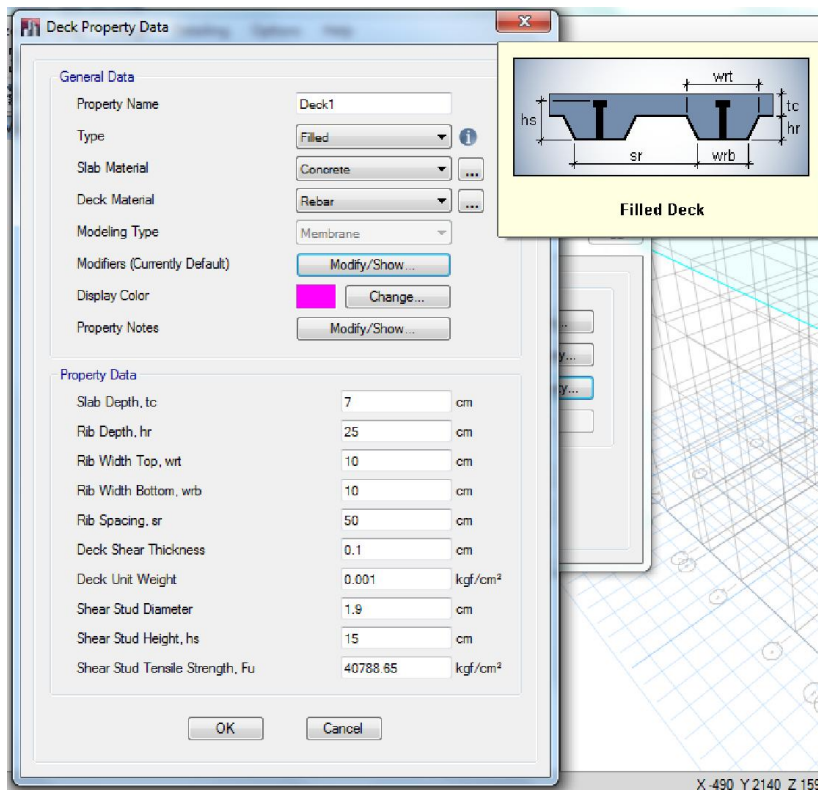 Deck Property Data
Options Help
General Data
Property Name Deck1
Type Filled
Slab Material Concrete ...
Deck Material Rebar ...
Modeling Type Membrane
Modifiers (Currently Default) Modify/Show...
Display Color Change...
Property Notes Modify/Show...
Property Data
Slab Depth, tc 7 cm
Rib Depth, hr 25 cm
Rib Width Top, wrt 10 cm
Rib Width Bottom, wrb 10 cm
Rib Spacing, sr 50 cm
Deck Shear Thickness 0.1 cm
Deck Unit Weight 0.001 kgf/cm²
Shear Stud Diameter 1.9 cm
Shear Stud Height, hs 15 cm
Shear Stud Tensile Strength, Fu 40788.65 kgf/cm²
OK Cancel
wrt
tc
hs
hr
sr wrb
Filled Deck
y...
y...
X -490 Y 2140 Z 159